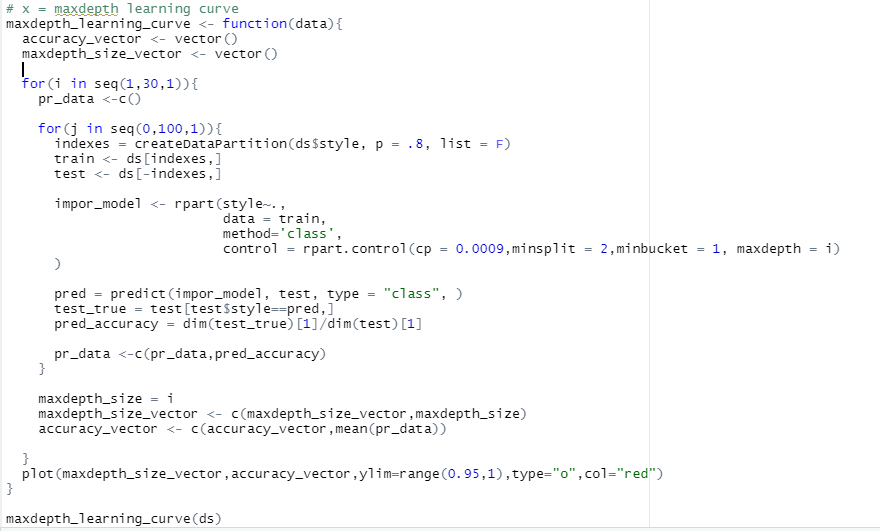 # x = maxdepth learning curve
maxdepth_learning_curve <- function(data){
  accuracy_vector <- vector()
  maxdepth_size_vector <- vector()

  for(i in seq(1,30,1)){
    pr_data <-c()

    for(j in seq(0,100,1)){
      indexes = createDataPartition(ds$style, p = .8, list = F)
      train <- ds[indexes,]
      test <- ds[-indexes,]

      impor_model <- rpart(style~.,
                           data = train,
                           method='class',
                           control = rpart.control(cp = 0.0009,minsplit = 2,minbucket = 1, maxdepth = i)
      )

      pred = predict(impor_model, test, type = "class", )
      test_true = test[test$style==pred,]
      pred_accuracy = dim(test_true)[1]/dim(test)[1]

      pr_data <-c(pr_data,pred_accuracy)
    }

    maxdepth_size = i
    maxdepth_size_vector <- c(maxdepth_size_vector,maxdepth_size)
    accuracy_vector <- c(accuracy_vector,mean(pr_data))

  }
  plot(maxdepth_size_vector,accuracy_vector,ylim=range(0.95,1),type="o",col="red")
}

maxdepth_learning_curve(ds)